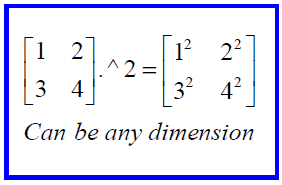 [1 2; 3 4] .^ 2 = [1² 2²; 3² 4²]
Can be any dimension